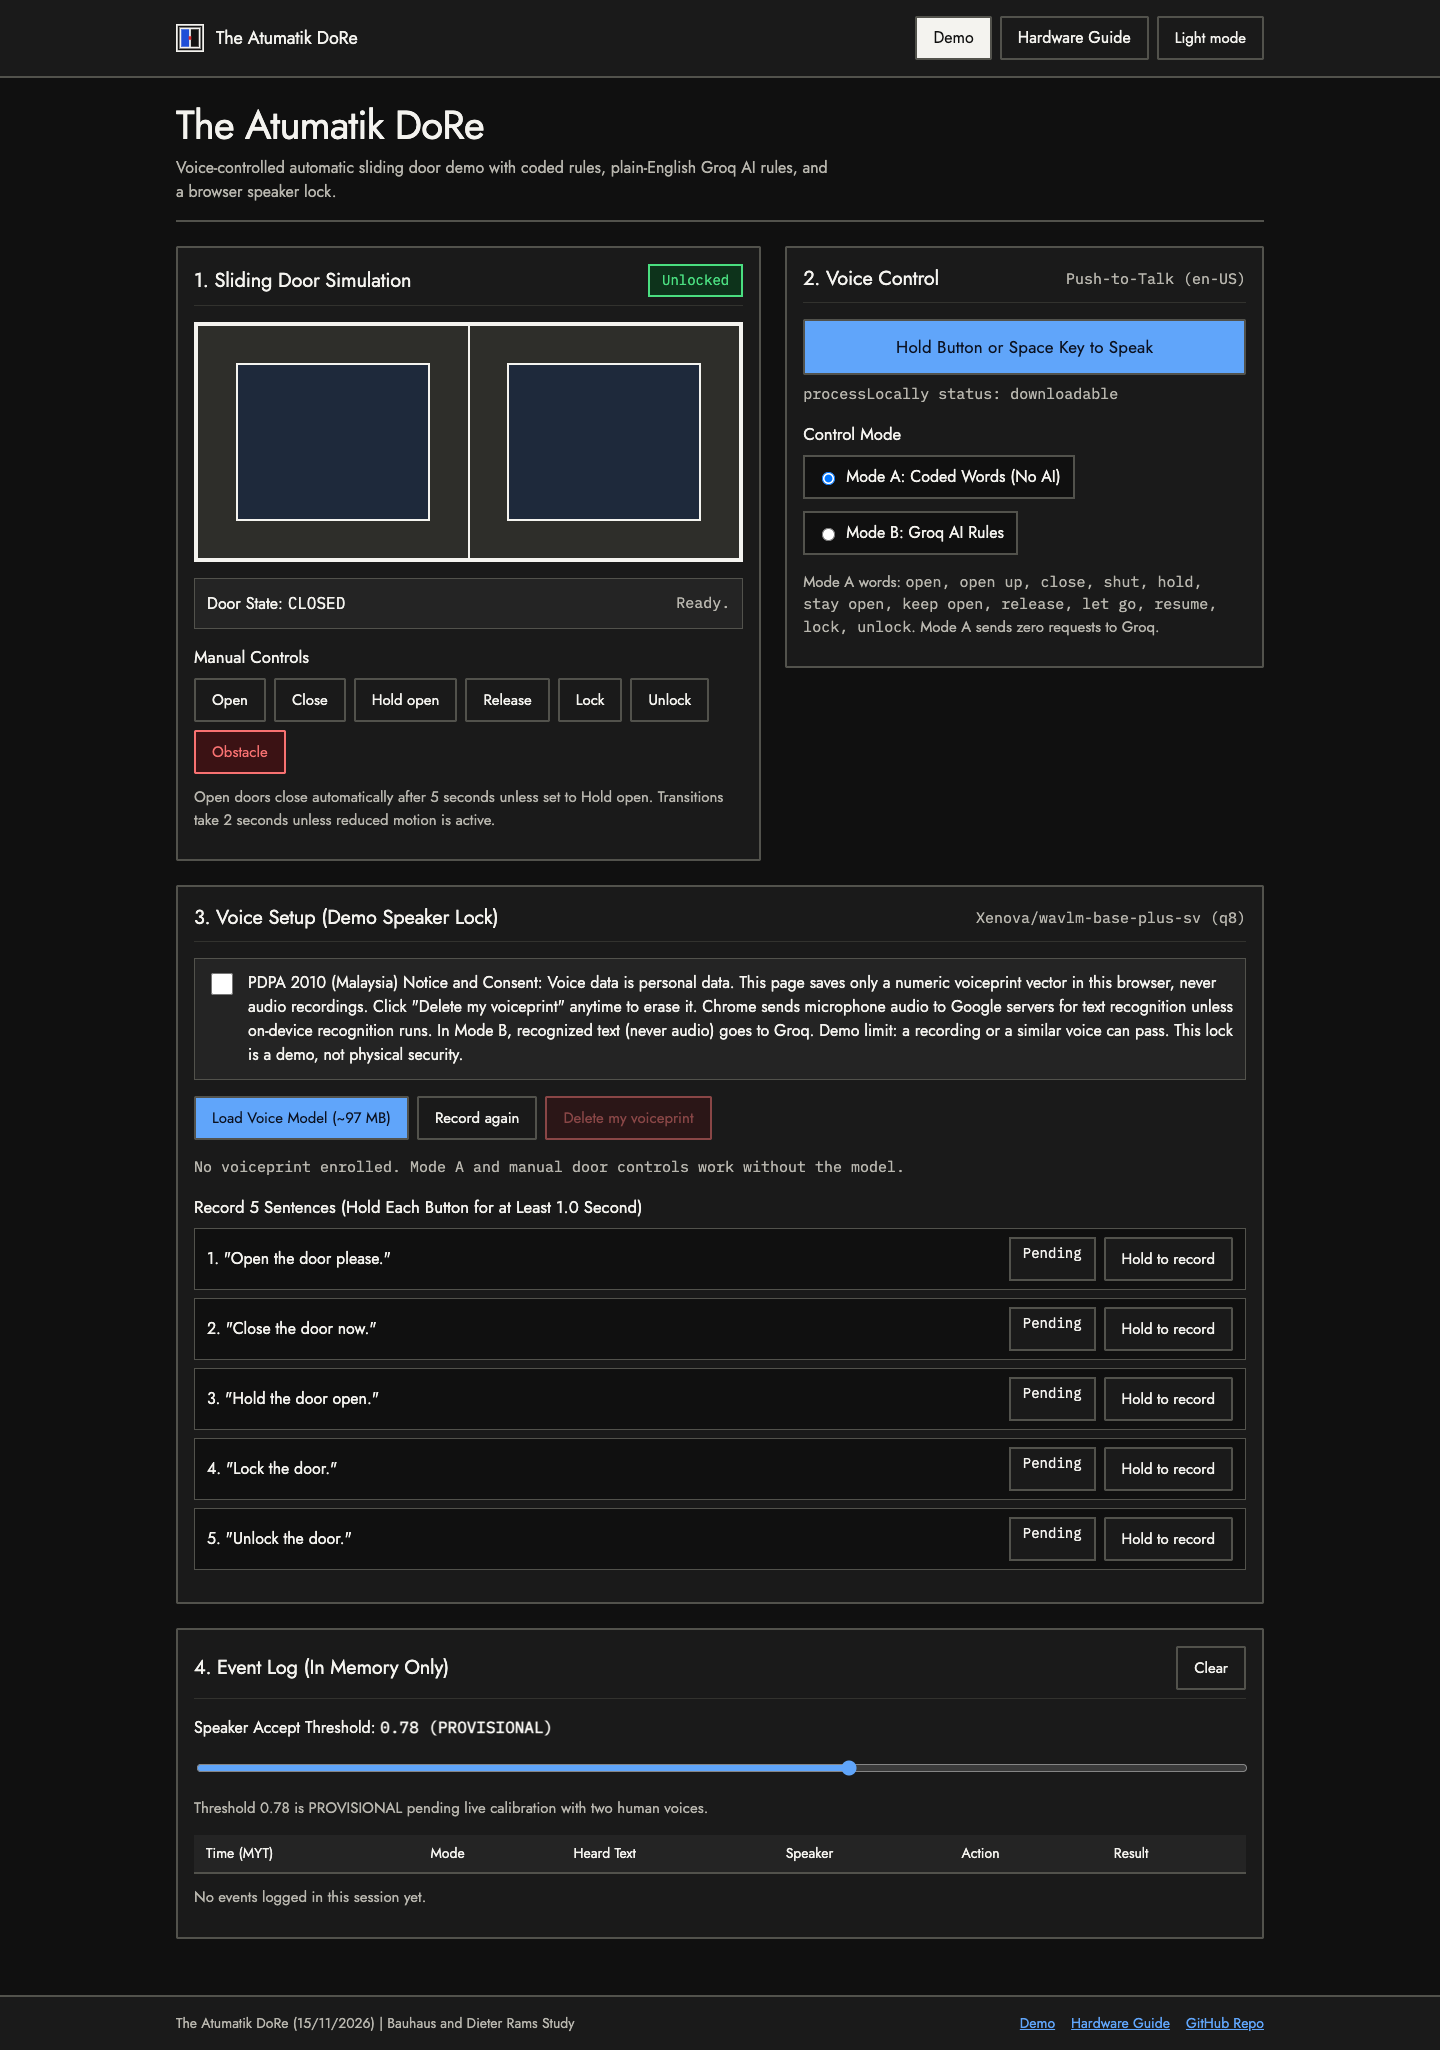 The Atumatik DoRe
Demo
Hardware Guide
Light mode
The Atumatik DoRe
Voice-controlled automatic sliding door demo with coded rules, plain-English Groq AI rules, and
a browser speaker lock.
1. Sliding Door Simulation
Unlocked
Door State: CLOSED
Ready.
Manual Controls
Open
Close
Hold open
Release
Lock
Unlock
Obstacle
Open doors close automatically after 5 seconds unless set to Hold open. Transitions
take 2 seconds unless reduced motion is active.
2. Voice Control
Push-to-Talk (en-US)
Hold Button or Space Key to Speak
processLocally status: downloadable
Control Mode
Mode A: Coded Words (No AI)
Mode B: Groq AI Rules
Mode A words: open, open up, close, shut, hold,
stay open, keep open, release, let go, resume,
lock, unlock. Mode A sends zero requests to Groq.
3. Voice Setup (Demo Speaker Lock)
Xenova/wavlm-base-plus-sv (q8)
PDPA 2010 (Malaysia) Notice and Consent: Voice data is personal data. This page saves only a numeric voiceprint vector in this browser, never
audio recordings. Click "Delete my voiceprint" anytime to erase it. Chrome sends microphone audio to Google servers for text recognition unless
on-device recognition runs. In Mode B, recognized text (never audio) goes to Groq. Demo limit: a recording or a similar voice can pass. This lock
is a demo, not physical security.
Load Voice Model (~97 MB)
Record again
Delete my voiceprint
No voiceprint enrolled. Mode A and manual door controls work without the model.
Record 5 Sentences (Hold Each Button for at Least 1.0 Second)
1. "Open the door please."
Pending
Hold to record
2. "Close the door now."
Pending
Hold to record
3. "Hold the door open."
Pending
Hold to record
4. "Lock the door."
Pending
Hold to record
5. "Unlock the door."
Pending
Hold to record
4. Event Log (In Memory Only)
Clear
Speaker Accept Threshold: 0.78 (PROVISIONAL)
Threshold 0.78 is PROVISIONAL pending live calibration with two human voices.
Time (MYT) Mode Heard Text Speaker Action Result
No events logged in this session yet.
The Atumatik DoRe (15/11/2026) | Bauhaus and Dieter Rams Study
Demo
Hardware Guide
GitHub Repo